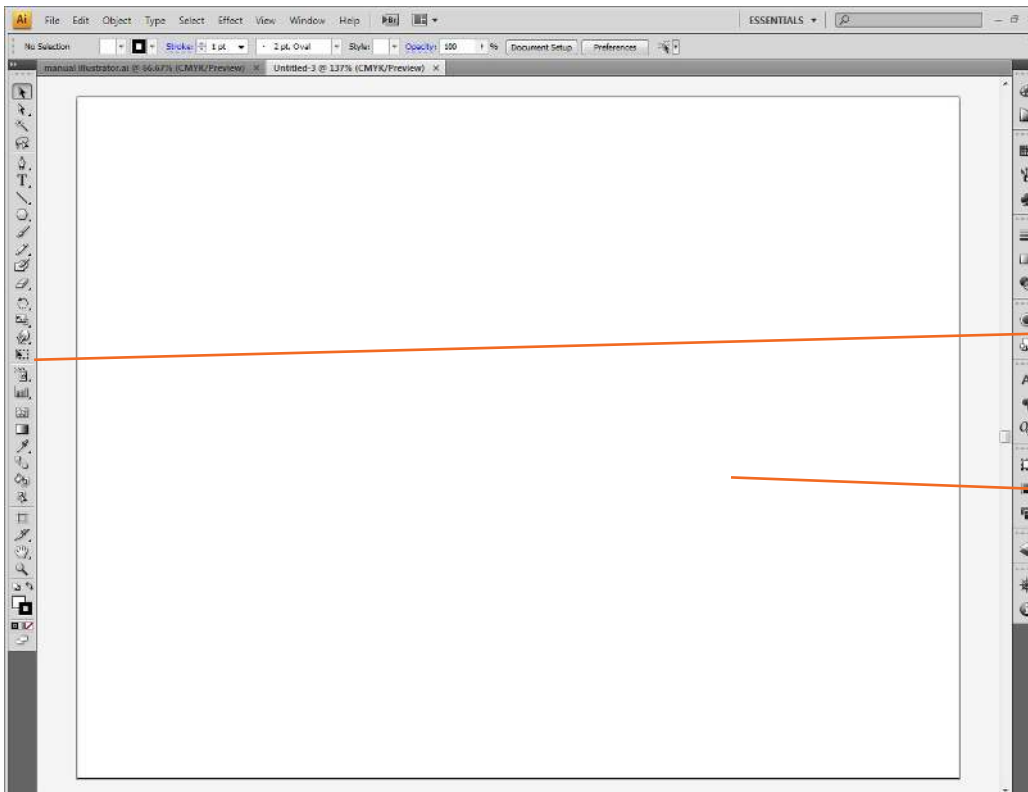 Ai File Edit Object Type Select Effect View Window Help Br ESSENTIALS
No Selection Stroke: 1 pt 2 pt. Oval Style: Opacity: 100 % Document Setup Preferences
manual illustrator.ai @ 66.67% (CMYK/Preview) × Untitled-3 @ 137% (CMYK/Preview) ×